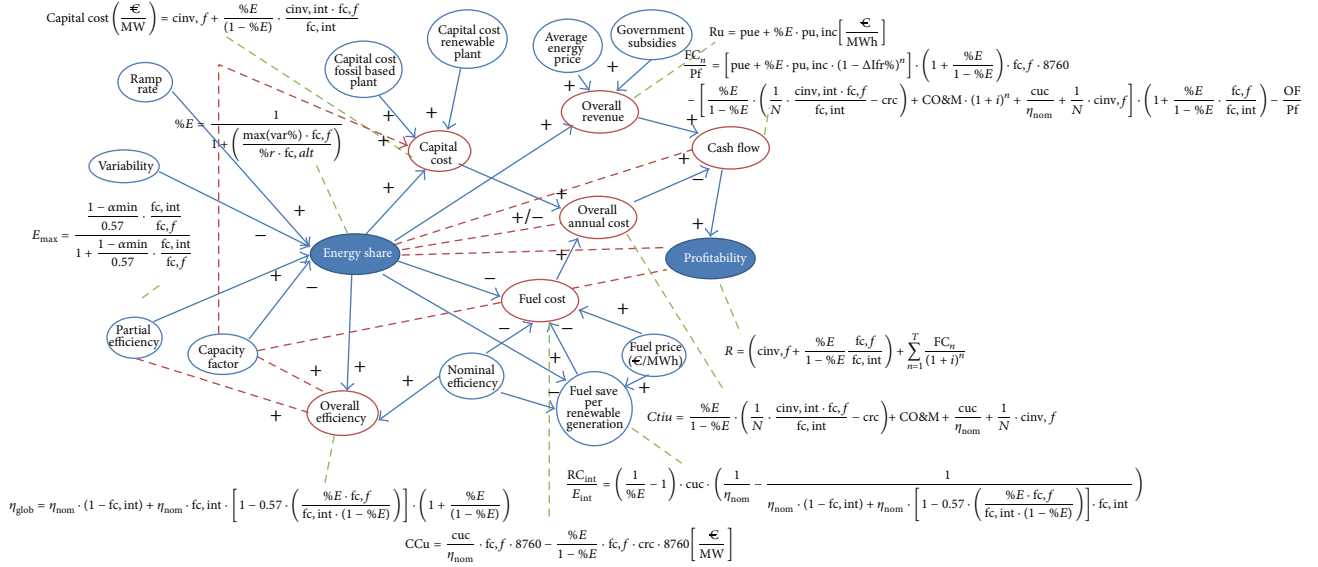 Capital cost (€/MW) = cinv, f + %E/(1 − %E) · cinv, int · fc, f/fc, int
Capital cost
renewable
plant
Average
energy
price
Government
subsidies
Ru = pue + %E · pu, inc [€/MWh]
Capital cost
fossil based
plant
FCn/Pf = [pue + %E · pu, inc · (1 − ΔIfr%)^n] · (1 + %E/(1 − %E)) · fc, f · 8760
− [%E/(1 − %E) · (1/N · cinv, int · fc, f/fc, int − crc) + CO&M · (1 + i)^n + cuc/ηnom + 1/N · cinv, f] · (1 + %E/(1 − %E) · fc, f/fc, int) − OF/Pf
Ramp
rate
Overall
revenue
%E = 1/(1 + (max(var%) · fc, f/%r · fc, alt))
Capital
cost
Cash flow
Variability
Emax = ((1 − αmin)/0.57 · fc, int/fc, f)/(1 + (1 − αmin)/0.57 · fc, int/fc, f)
Overall
annual cost
+/−
Energy share
Profitability
Fuel cost
Partial
efficiency
Capacity
factor
Fuel price
(€/MWh)
R = (cinv, f + %E/(1 − %E) fc, f/fc, int) + Σ n=1 T FCn/(1 + i)^n
Nominal
efficiency
Fuel save
per
renewable
generation
Overall
efficiency
Ctiu = %E/(1 − %E) · (1/N · cinv, int · fc, f/fc, int − crc) + CO&M + cuc/ηnom + 1/N · cinv, f
RCint/Eint = (1/%E − 1) · cuc · (1/ηnom − 1/(ηnom · (1 − fc, int) + ηnom · [1 − 0.57 · (%E · fc, f/(fc, int · (1 − %E)))] · fc, int))
ηglob = ηnom · (1 − fc, int) + ηnom · fc, int · [1 − 0.57 · (%E · fc, f/(fc, int · (1 − %E)))] · (1 + %E/(1 − %E))
CCu = cuc/ηnom · fc, f · 8760 − %E/(1 − %E) · fc, f · crc · 8760 [€/MW]